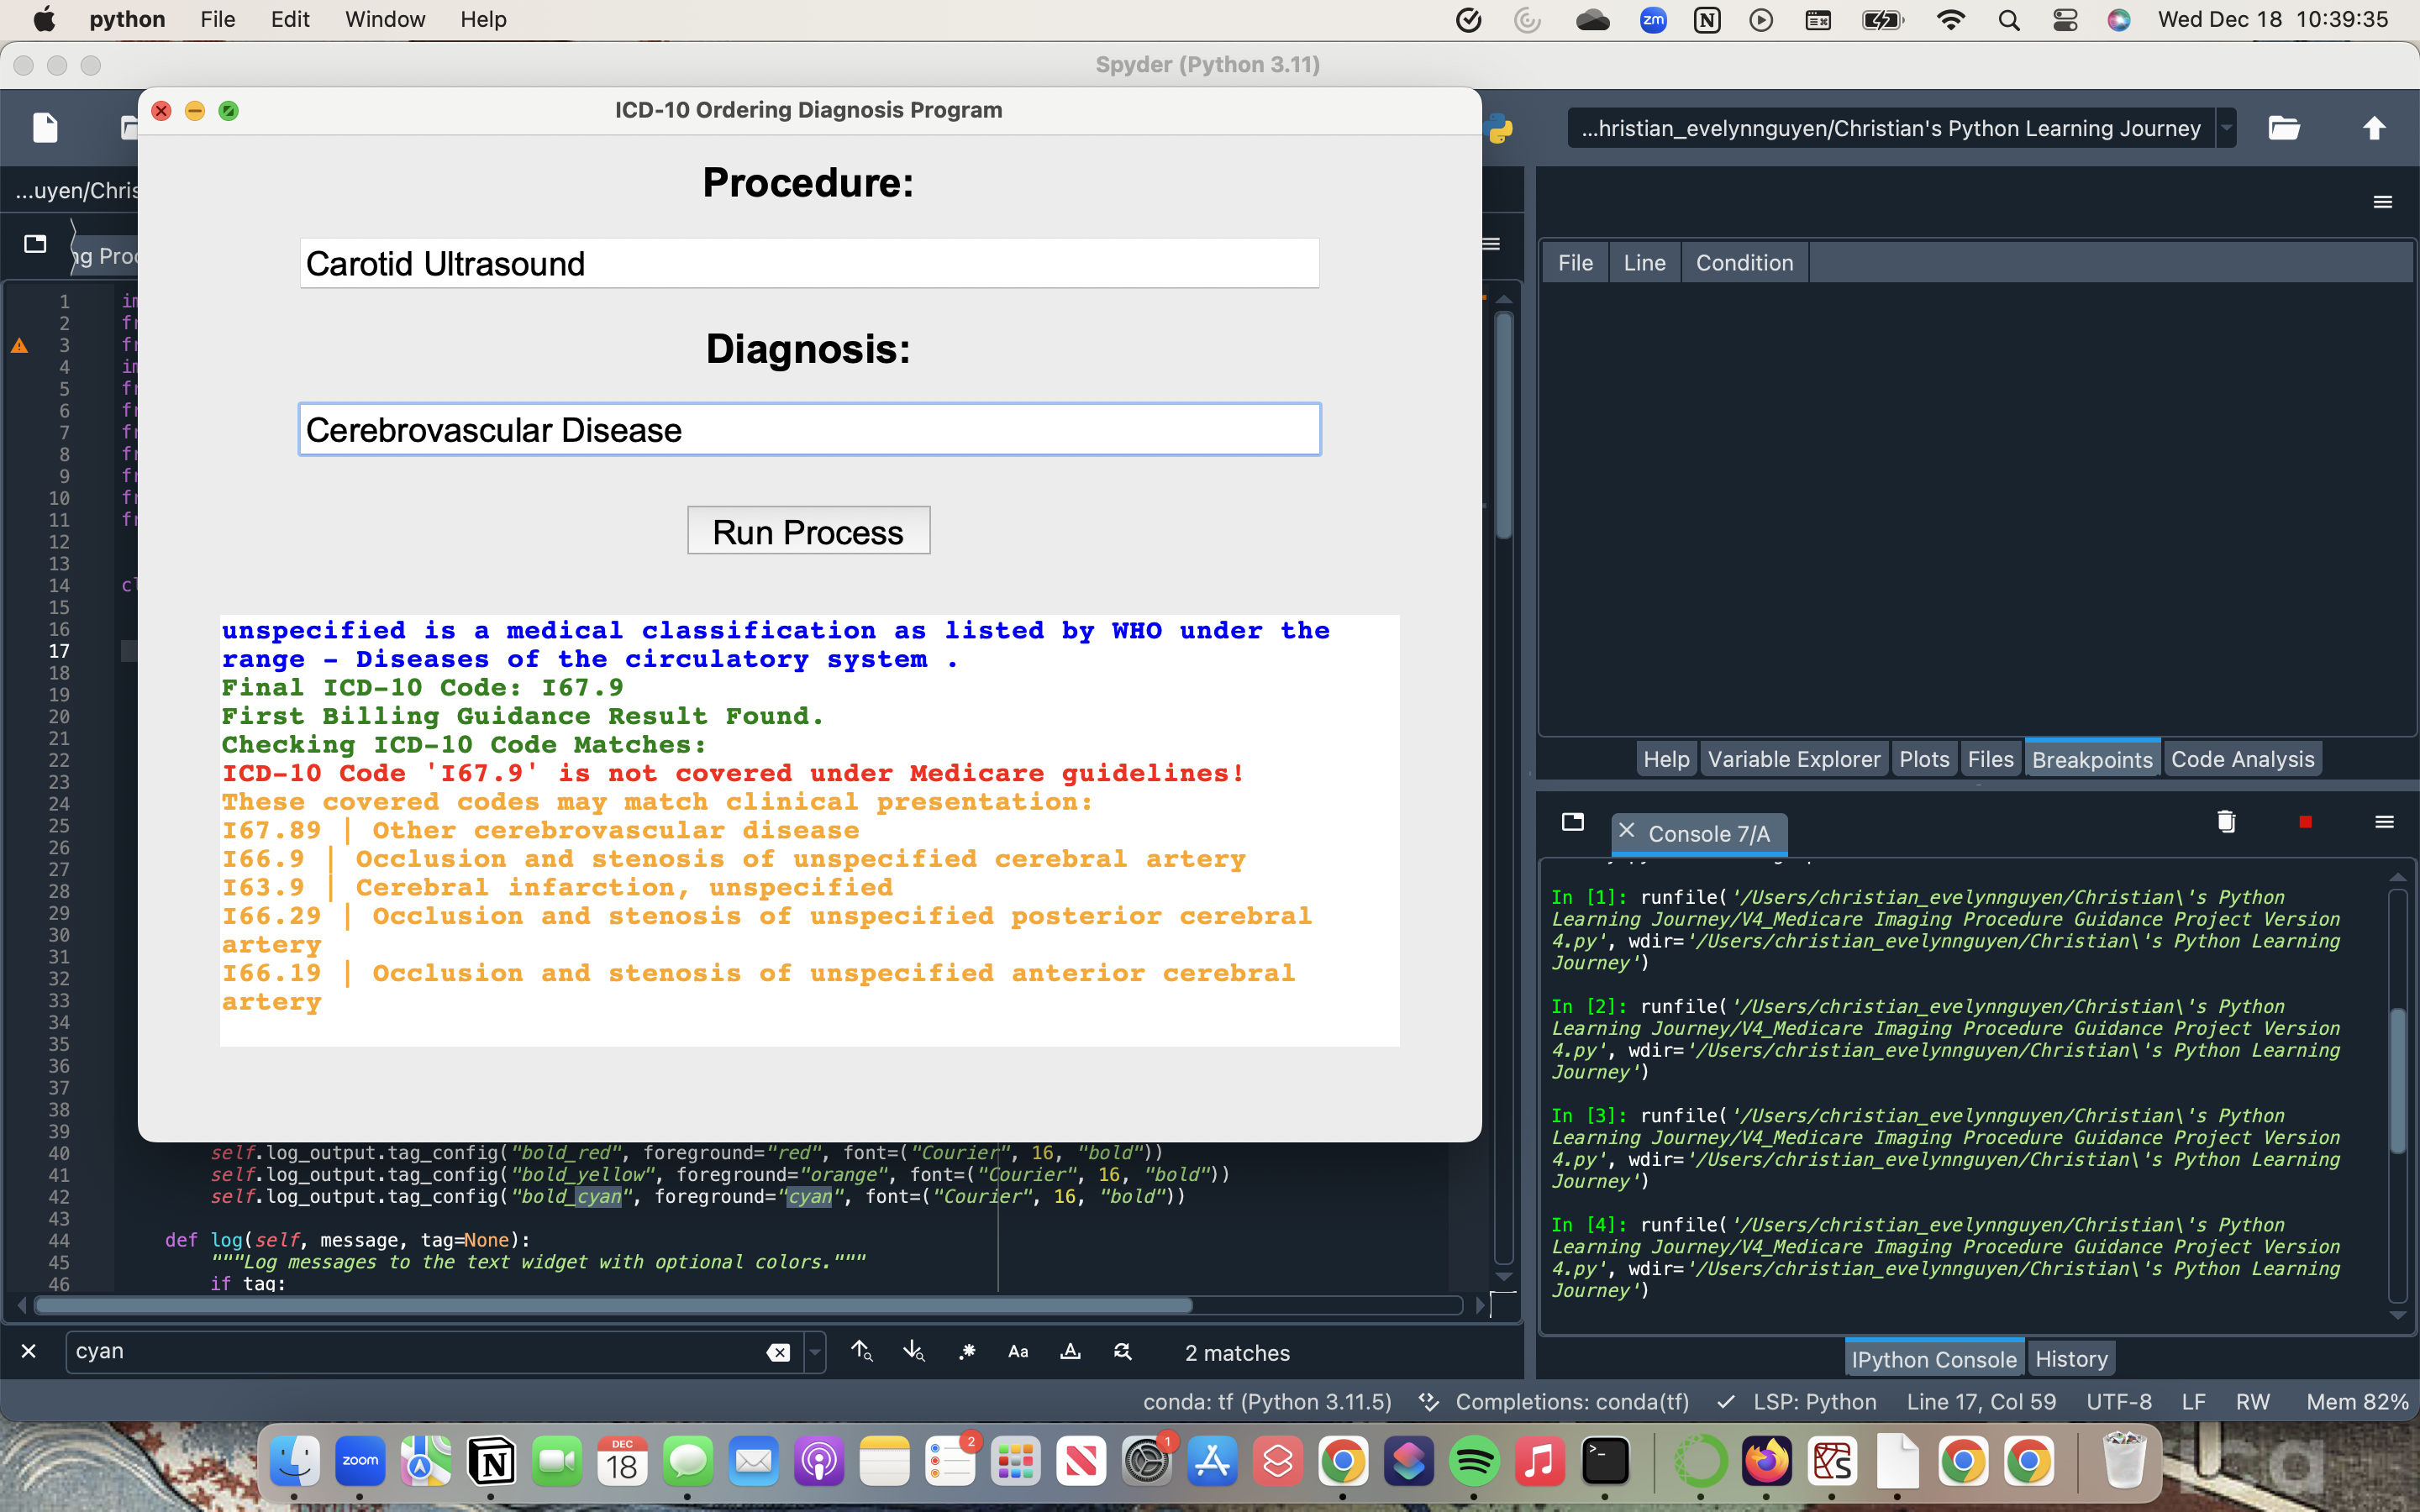 python File Edit Window Help zm Wed Dec 18 10:39:35
Spyder (Python 3.11)
ICD-10 Ordering Diagnosis Program
...hristian_evelynnguyen/Christian's Python Learning Journey
...uyen/Chris
Procedure:
Carotid Ultrasound
Diagnosis:
Cerebrovascular Disease
Run Process
unspecified is a medical classification as listed by WHO under the
range - Diseases of the circulatory system .
Final ICD-10 Code: I67.9
First Billing Guidance Result Found.
Checking ICD-10 Code Matches:
ICD-10 Code 'I67.9' is not covered under Medicare guidelines!
These covered codes may match clinical presentation:
I67.89 | Other cerebrovascular disease
I66.9 | Occlusion and stenosis of unspecified cerebral artery
I63.9 | Cerebral infarction, unspecified
I66.29 | Occlusion and stenosis of unspecified posterior cerebral
artery
I66.19 | Occlusion and stenosis of unspecified anterior cerebral
artery
ng Proc
1 im
2 fr
3 fr
4 im
5 fr
6 fr
7 fr
8 fr
9 fr
10 fr
11 fr
12
13
14 cl
15
16
17
18
19
20
21
22
23
24
25
26
27
28
29
30
31
32
33
34
35
36
37
38
39
40 self.log_output.tag_config("bold_red", foreground="red", font=("Courier", 16, "bold"))
41 self.log_output.tag_config("bold_yellow", foreground="orange", font=("Courier", 16, "bold"))
42 self.log_output.tag_config("bold_cyan", foreground="cyan", font=("Courier", 16, "bold"))
43
44 def log(self, message, tag=None):
45 """Log messages to the text widget with optional colors."""
46 if tag:
cyan Aa 2 matches
File Line Condition
Help Variable Explorer Plots Files Breakpoints Code Analysis
Console 7/A
In [1]: runfile('/Users/christian_evelynnguyen/Christian\'s Python
Learning Journey/V4_Medicare Imaging Procedure Guidance Project Version
4.py', wdir='/Users/christian_evelynnguyen/Christian\'s Python Learning
Journey')
In [2]: runfile('/Users/christian_evelynnguyen/Christian\'s Python
Learning Journey/V4_Medicare Imaging Procedure Guidance Project Version
4.py', wdir='/Users/christian_evelynnguyen/Christian\'s Python Learning
Journey')
In [3]: runfile('/Users/christian_evelynnguyen/Christian\'s Python
Learning Journey/V4_Medicare Imaging Procedure Guidance Project Version
4.py', wdir='/Users/christian_evelynnguyen/Christian\'s Python Learning
Journey')
In [4]: runfile('/Users/christian_evelynnguyen/Christian\'s Python
Learning Journey/V4_Medicare Imaging Procedure Guidance Project Version
4.py', wdir='/Users/christian_evelynnguyen/Christian\'s Python Learning
Journey')
IPython Console History
conda: tf (Python 3.11.5) Completions: conda(tf) LSP: Python Line 17, Col 59 UTF-8 LF RW Mem 82%
zoom DEC 18 2 1